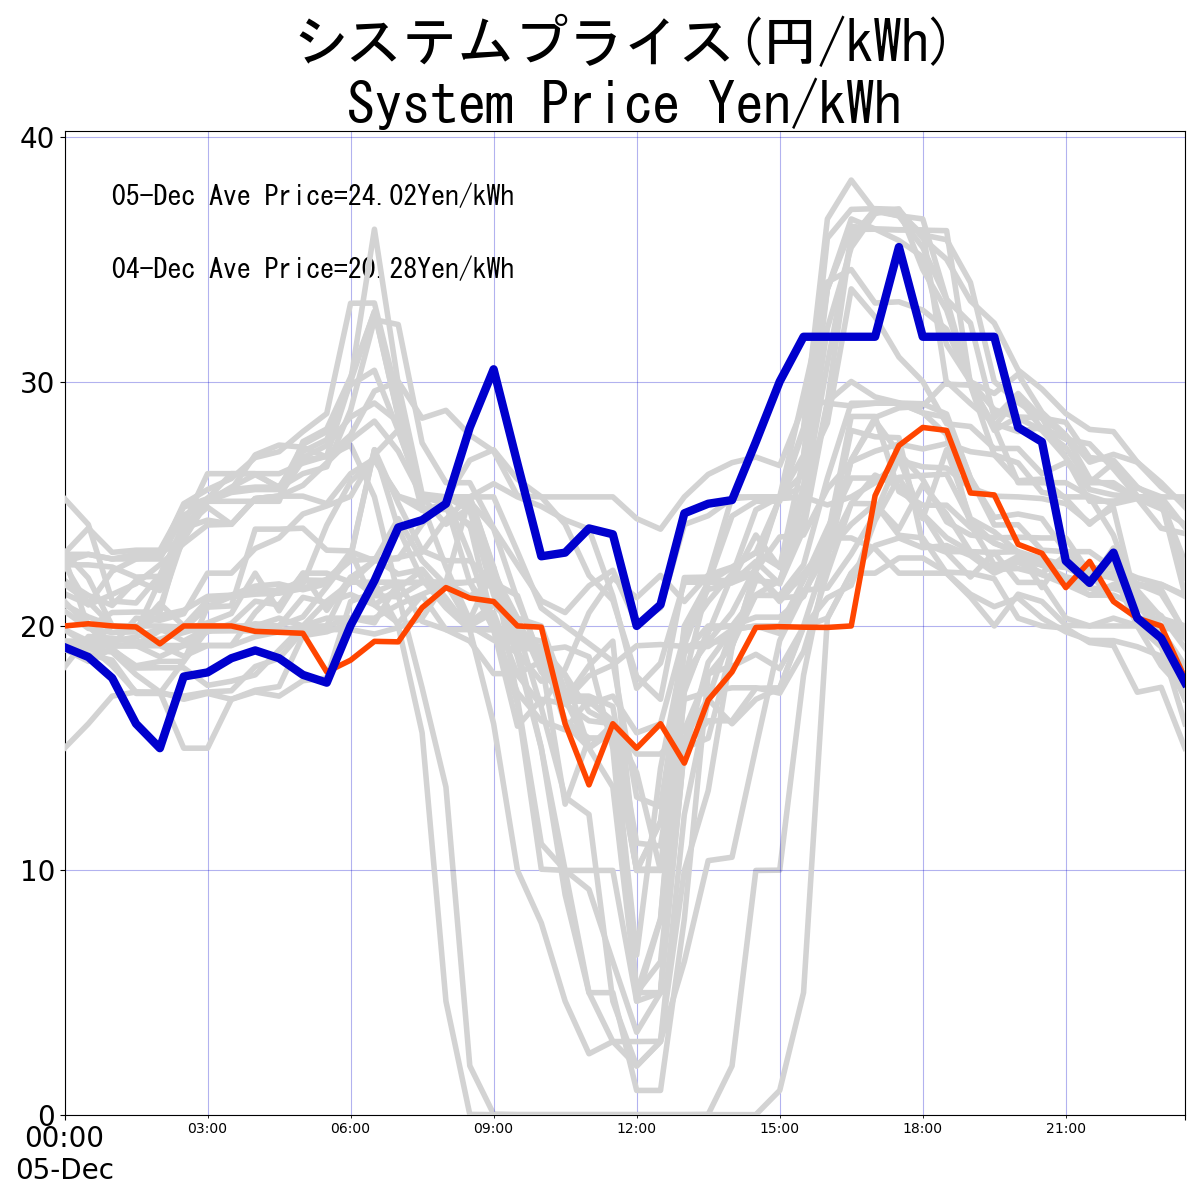 システムプライス(円/kWh)
System Price Yen/kWh
40
05-Dec Ave Price=24.02Yen/kWh
04-Dec Ave Price=20.28Yen/kWh
30
20
10
0
00:00 03:00 06:00 09:00 12:00 15:00 18:00 21:00
05-Dec